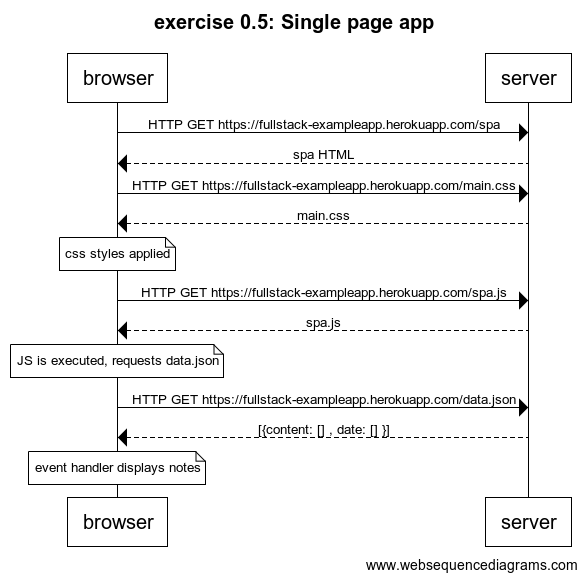 exercise 0.5: Single page app
browser
server
HTTP GET https://fullstack-exampleapp.herokuapp.com/spa
spa HTML
HTTP GET https://fullstack-exampleapp.herokuapp.com/main.css
main.css
css styles applied
HTTP GET https://fullstack-exampleapp.herokuapp.com/spa.js
spa.js
JS is executed, requests data.json
HTTP GET https://fullstack-exampleapp.herokuapp.com/data.json
[{content: [] , date: [] }]
event handler displays notes
browser
server
www.websequencediagrams.com